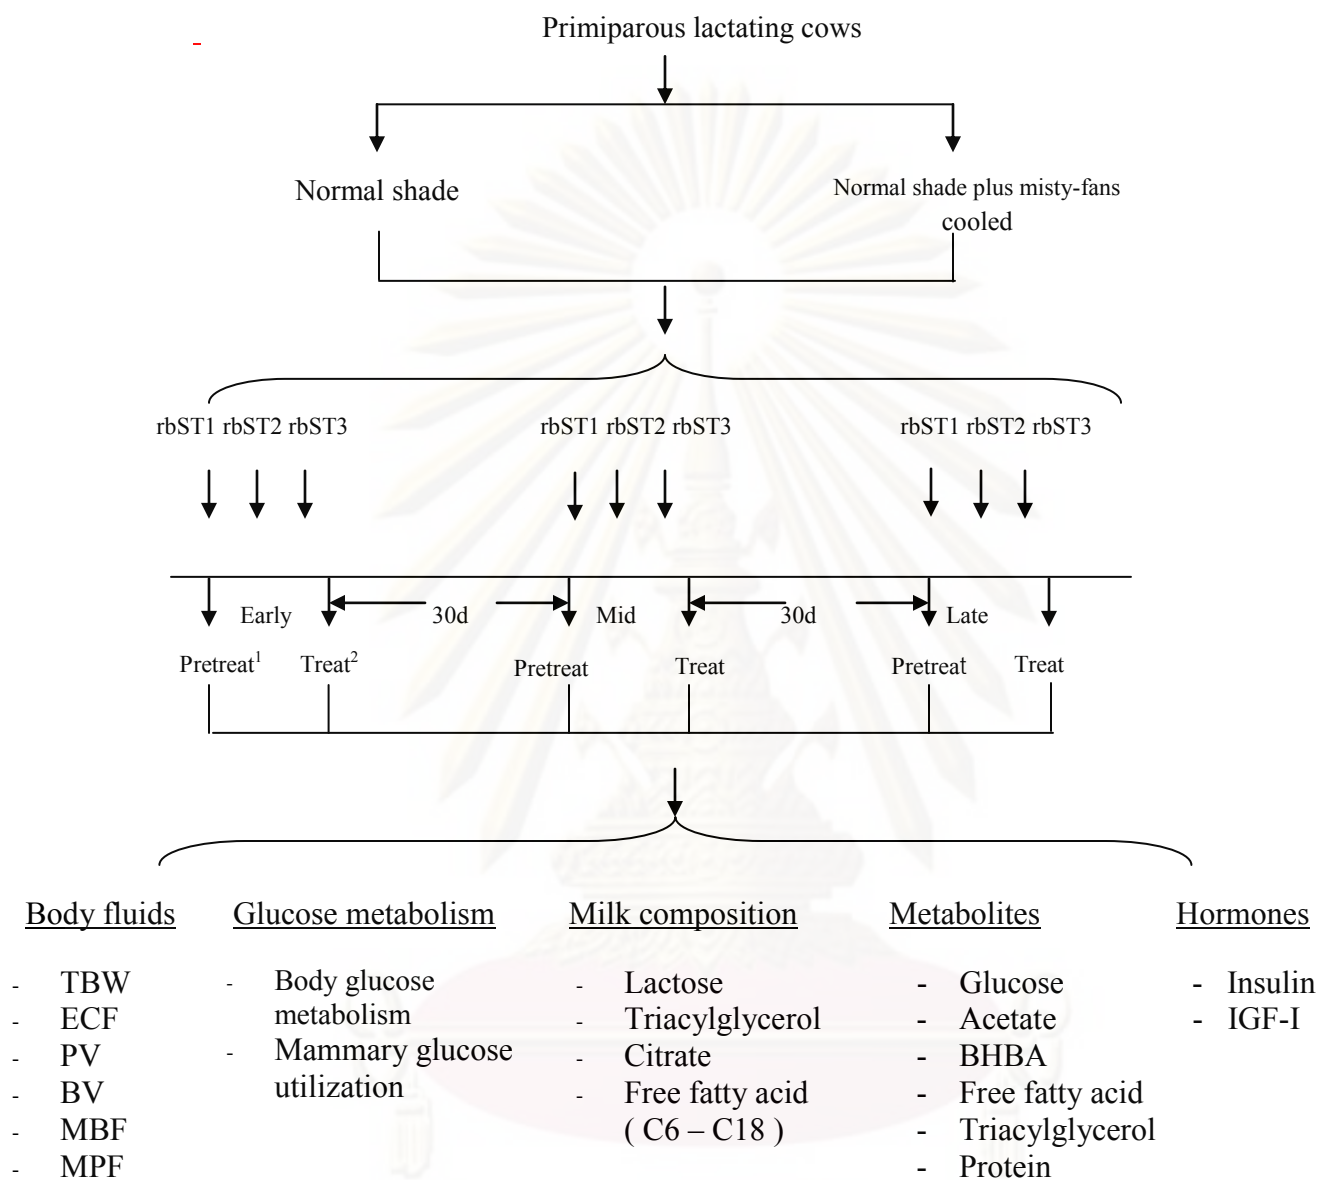 Primiparous lactating cows
Normal shade
Normal shade plus misty-fans
cooled
rbST1 rbST2 rbST3
rbST1 rbST2 rbST3
rbST1 rbST2 rbST3
Early
30d
Mid
30d
Late
Pretreat1
Treat2
Pretreat
Treat
Pretreat
Treat
Body fluids
- TBW
- ECF
- PV
- BV
- MBF
- MPF
Glucose metabolism
- Body glucose
metabolism
- Mammary glucose
utilization
Milk composition
- Lactose
- Triacylglycerol
- Citrate
- Free fatty acid
( C6 – C18 )
Metabolites
- Glucose
- Acetate
- BHBA
- Free fatty acid
- Triacylglycerol
- Protein
Hormones
- Insulin
- IGF-I